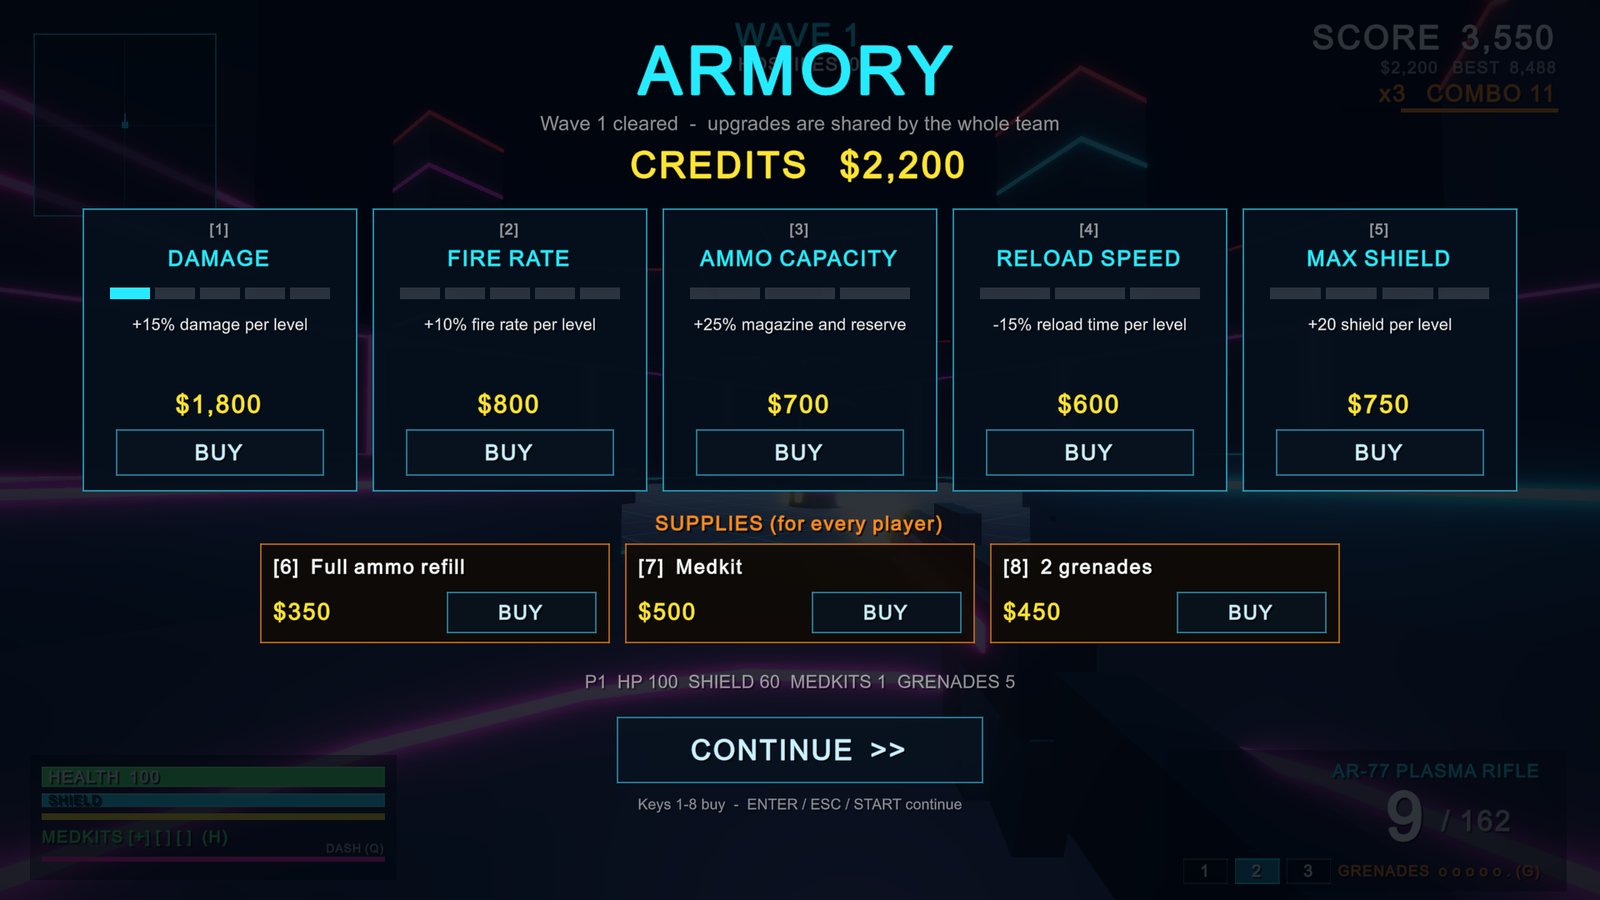 WAVE 1
SCORE 3,550
$2,200 BEST 8,488
x3 COMBO 11
ARMORY
Wave 1 cleared - upgrades are shared by the whole team
CREDITS $2,200
[1]
DAMAGE
+15% damage per level
$1,800
BUY
[2]
FIRE RATE
+10% fire rate per level
$800
BUY
[3]
AMMO CAPACITY
+25% magazine and reserve
$700
BUY
[4]
RELOAD SPEED
-15% reload time per level
$600
BUY
[5]
MAX SHIELD
+20 shield per level
$750
BUY
SUPPLIES (for every player)
[6] Full ammo refill
$350 BUY
[7] Medkit
$500 BUY
[8] 2 grenades
$450 BUY
P1 HP 100 SHIELD 60 MEDKITS 1 GRENADES 5
CONTINUE >>
Keys 1-8 buy - ENTER / ESC / START continue
HEALTH 100
SHIELD
MEDKITS [+] [ ] [ ] (H)
DASH (Q)
AR-77 PLASMA RIFLE
9 / 162
1 2 3 GRENADES o o o o o . (G)